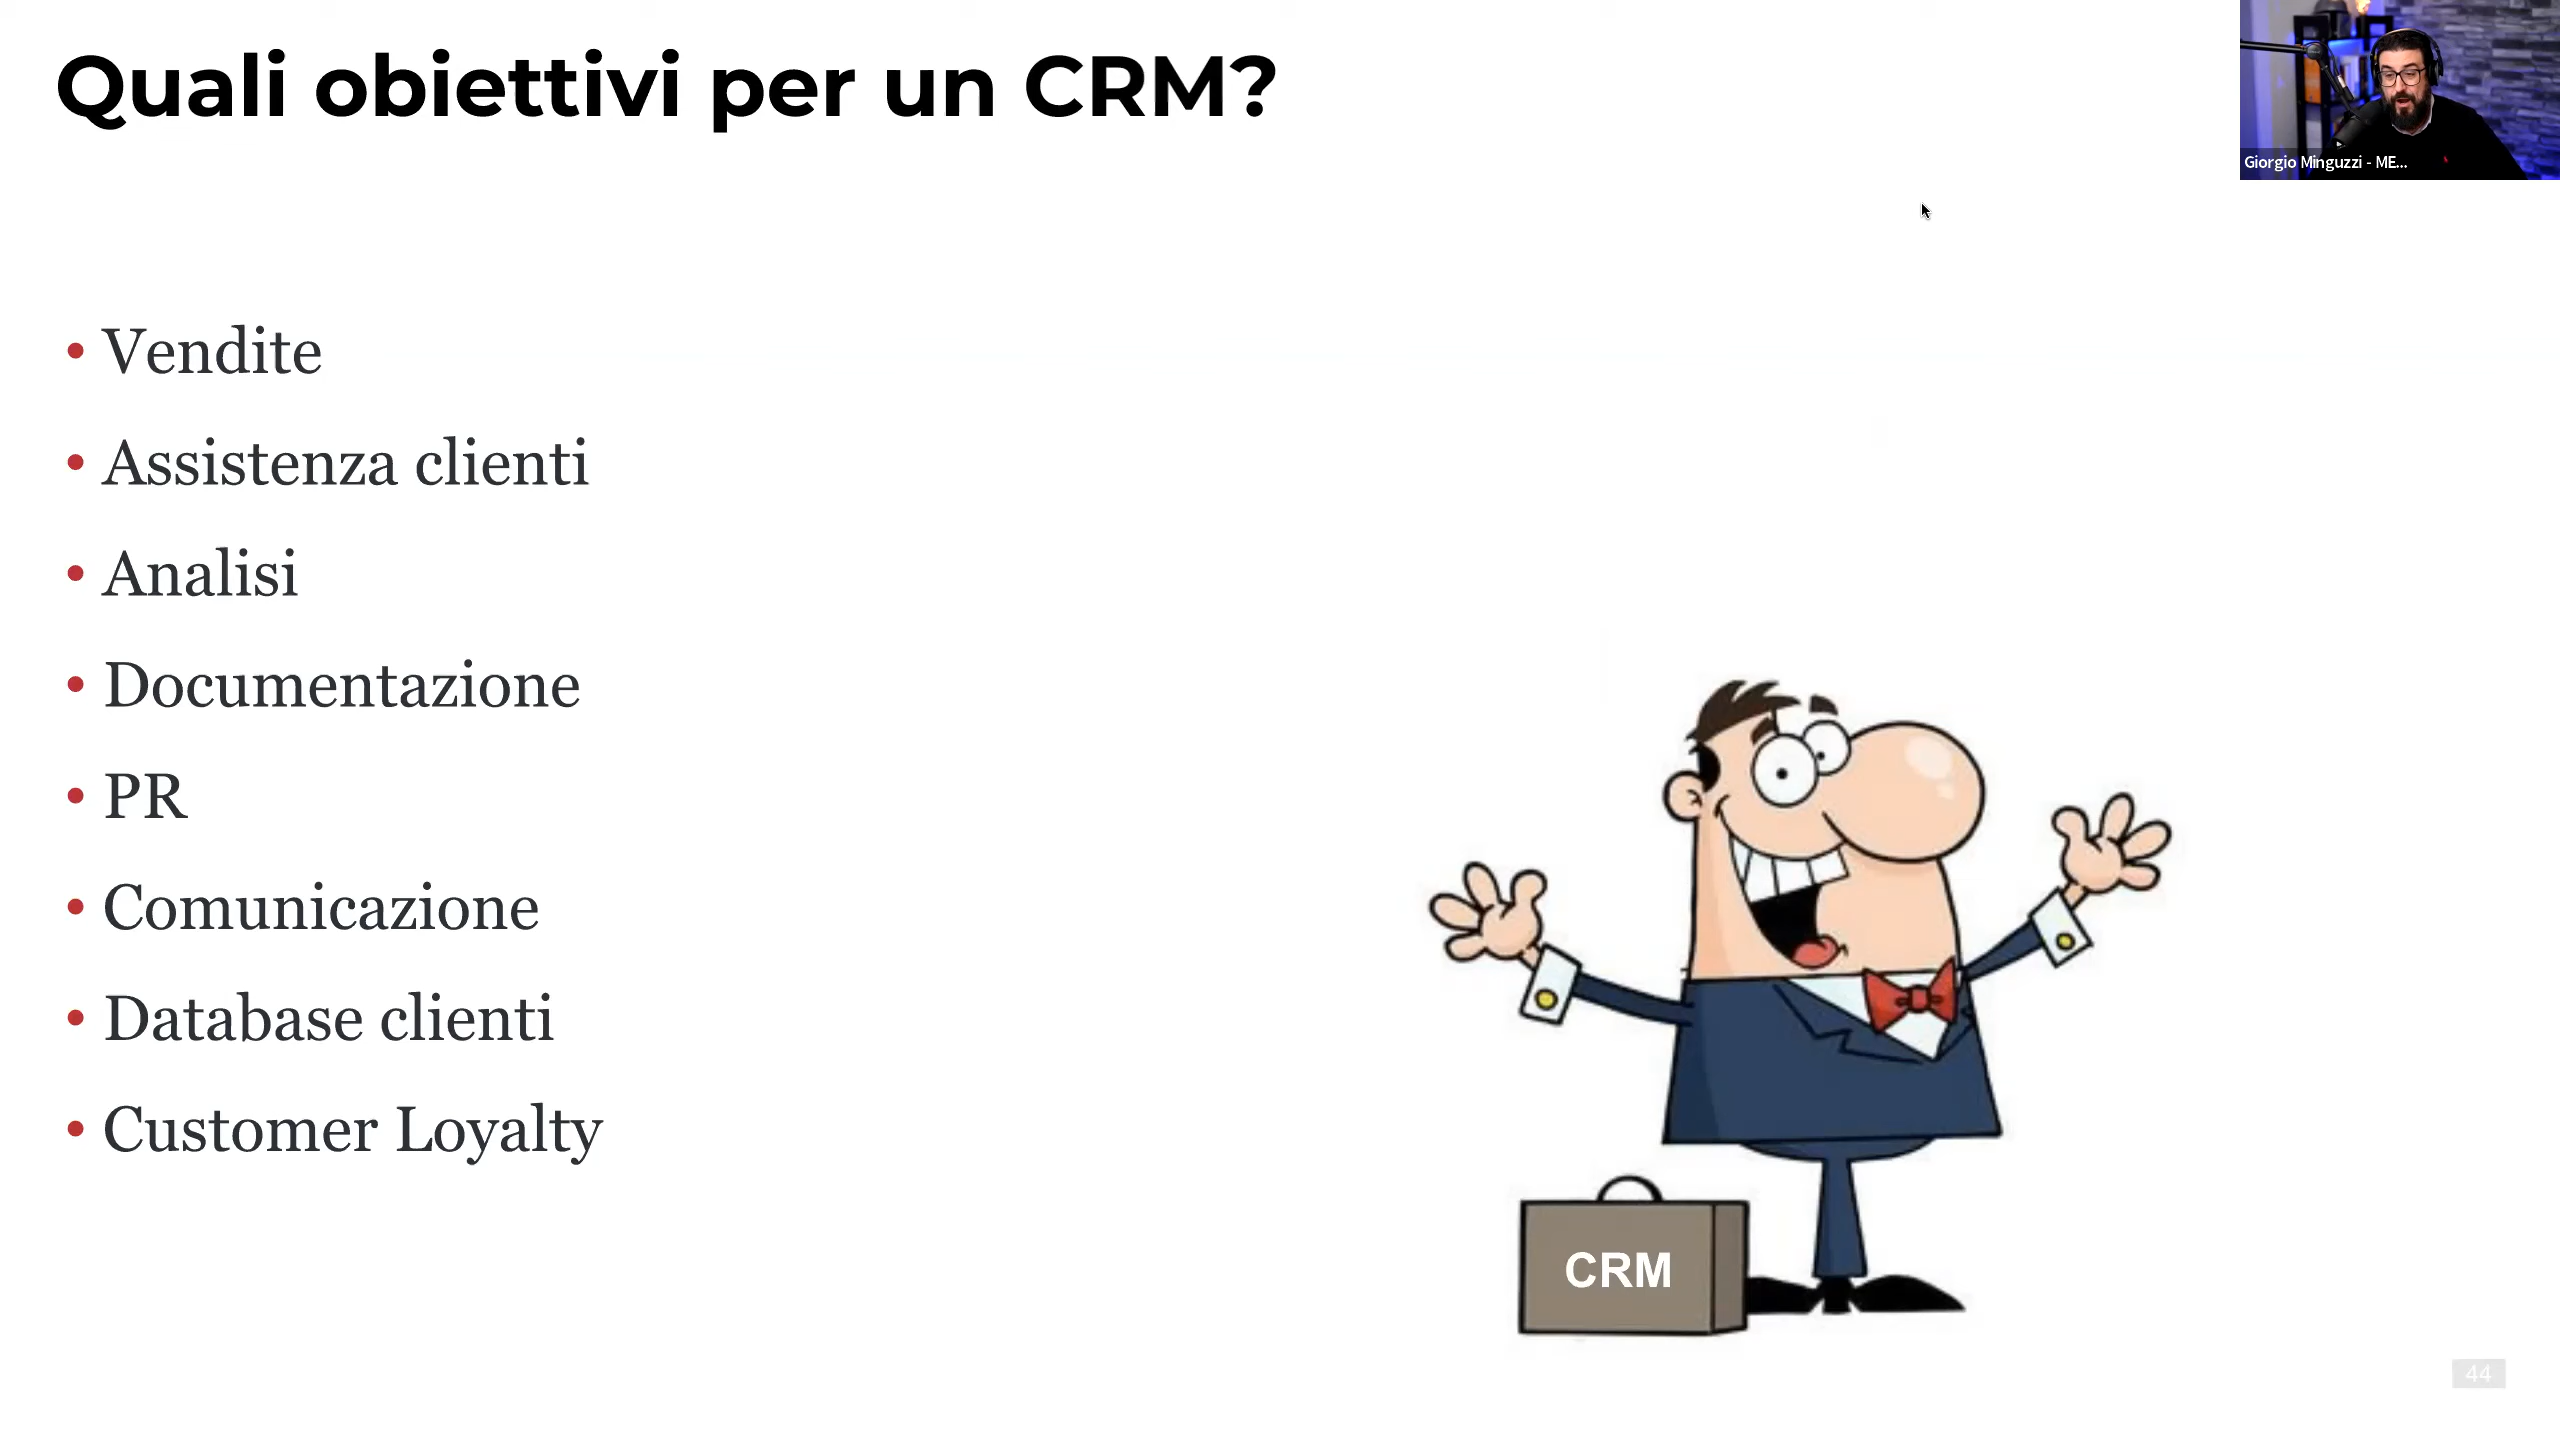 Quali obiettivi per un CRM?
Giorgio Minguzzi - ME...
• Vendite
• Assistenza clienti
• Analisi
• Documentazione
• PR
• Comunicazione
• Database clienti
• Customer Loyalty
CRM
44